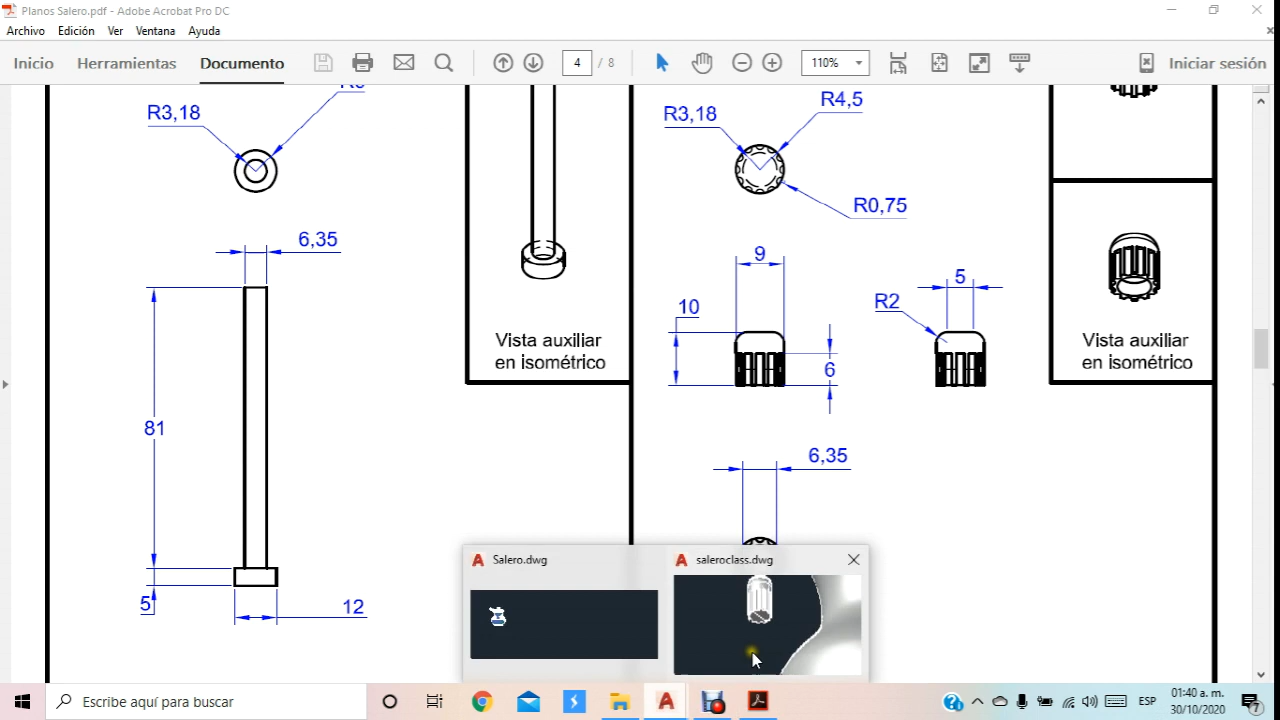 Planos Salero.pdf - Adobe Acrobat Pro DC
Archivo Edición Ver Ventana Ayuda
Inicio Herramientas Documento 4 / 8 110% Iniciar sesión
R3,18
R3,18
R4,5
R0,75
6,35
9
5
10
R2
6
Vista auxiliar
en isométrico
Vista auxiliar
en isométrico
81
6,35
5
12
Salero.dwg
saleroclass.dwg
Escribe aquí para buscar
ESP
01:40 a. m.
30/10/2020
7